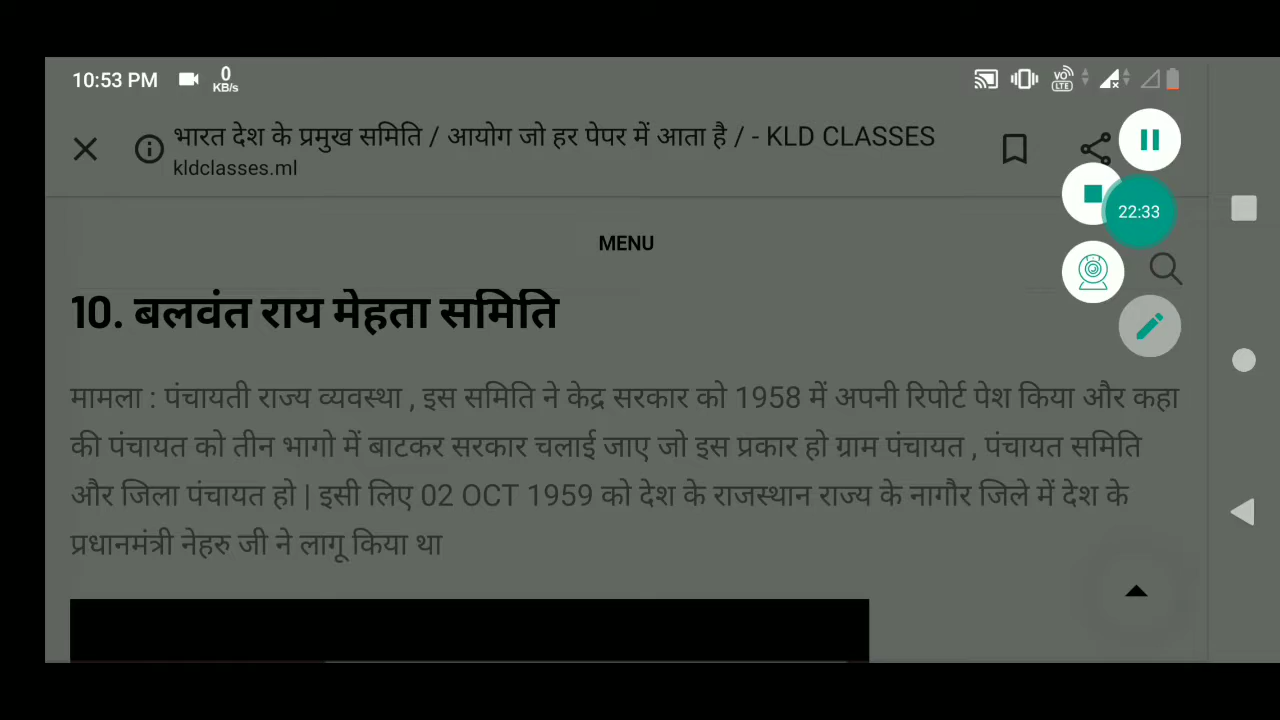 10:53 PM 0 KB/s VO LTE
भारत देश के प्रमुख समिति / आयोग जो हर पेपर में आता है / - KLD CLASSES
kldclasses.ml
22:33
MENU
10. बलवंत राय मेहता समिति
मामला : पंचायती राज्य व्यवस्था , इस समिति ने केद्र सरकार को 1958 में अपनी रिपोर्ट पेश किया और कहा
की पंचायत को तीन भागो में बाटकर सरकार चलाई जाए जो इस प्रकार हो ग्राम पंचायत , पंचायत समिति
और जिला पंचायत हो | इसी लिए 02 OCT 1959 को देश के राजस्थान राज्य के नागौर जिले में देश के
प्रधानमंत्री नेहरु जी ने लागू किया था